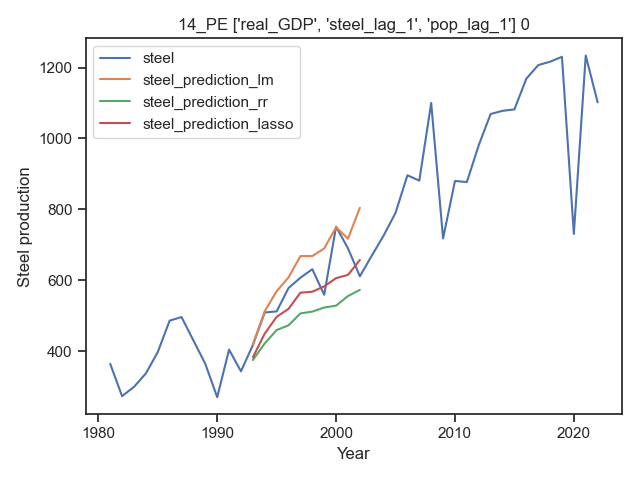 14_PE ['real_GDP', 'steel_lag_1', 'pop_lag_1'] 0
steel
steel_prediction_lm
steel_prediction_rr
steel_prediction_lasso
1200
1000
800
600
400
Steel production
1980
1990
2000
2010
2020
Year